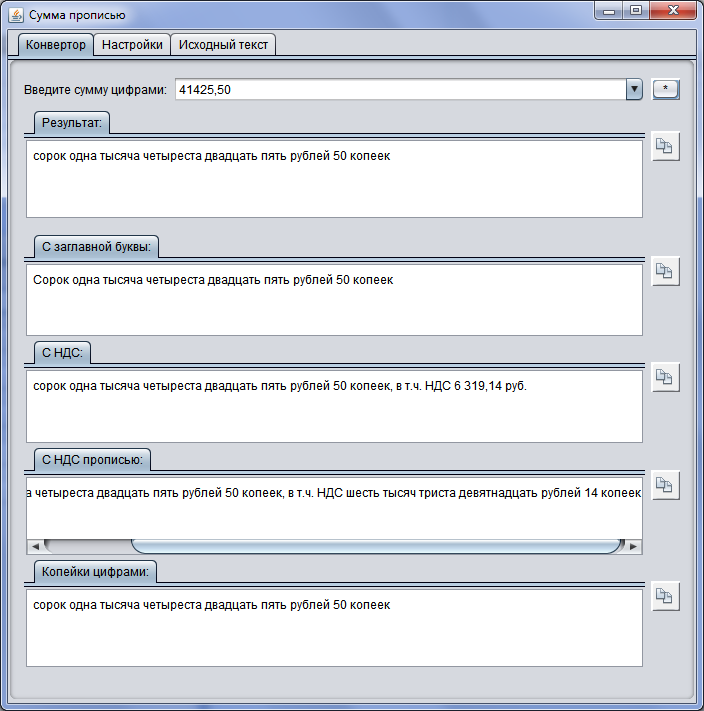 Сумма прописью
Конвертор Настройки Исходный текст
Введите сумму цифрами: 41425,50 *
Результат:
сорок одна тысяча четыреста двадцать пять рублей 50 копеек
С заглавной буквы:
Сорок одна тысяча четыреста двадцать пять рублей 50 копеек
С НДС:
сорок одна тысяча четыреста двадцать пять рублей 50 копеек, в т.ч. НДС 6 319,14 руб.
С НДС прописью:
а четыреста двадцать пять рублей 50 копеек, в т.ч. НДС шесть тысяч триста девятнадцать рублей 14 копеек
Копейки цифрами:
сорок одна тысяча четыреста двадцать пять рублей 50 копеек